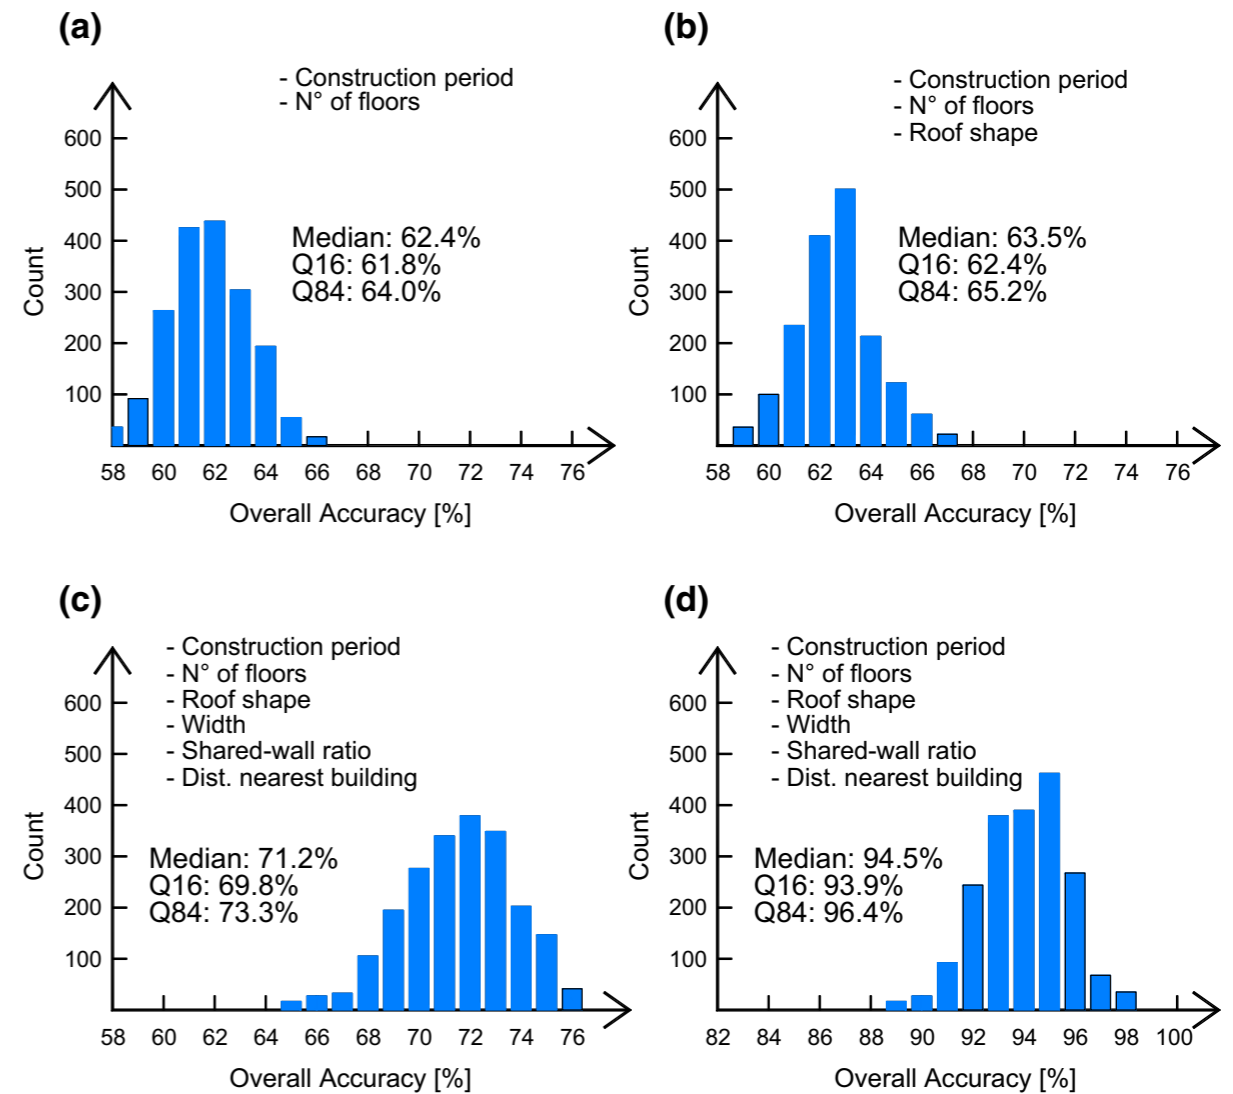 (a)
- Construction period
- N° of floors
600
500
400
300
200
100
Count
Median: 62.4%
Q16: 61.8%
Q84: 64.0%
58 60 62 64 66 68 70 72 74 76
Overall Accuracy [%]
(b)
- Construction period
- N° of floors
- Roof shape
600
500
400
300
200
100
Count
Median: 63.5%
Q16: 62.4%
Q84: 65.2%
58 60 62 64 66 68 70 72 74 76
Overall Accuracy [%]
(c)
- Construction period
- N° of floors
- Roof shape
- Width
- Shared-wall ratio
- Dist. nearest building
600
500
400
300
200
100
Count
Median: 71.2%
Q16: 69.8%
Q84: 73.3%
58 60 62 64 66 68 70 72 74 76
Overall Accuracy [%]
(d)
- Construction period
- N° of floors
- Roof shape
- Width
- Shared-wall ratio
- Dist. nearest building
600
500
400
300
200
100
Count
Median: 94.5%
Q16: 93.9%
Q84: 96.4%
82 84 86 88 90 92 94 96 98 100
Overall Accuracy [%]